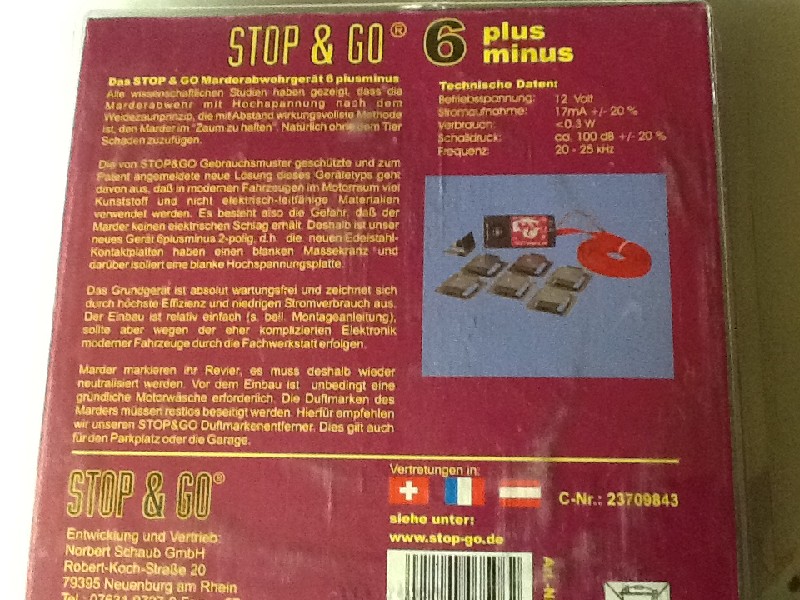 STOP & GO® 6 plus
minus
Das STOP & GO Marderabwehrgerät 6 plusminus
Alle wissenschaftlichen Studien haben gezeigt, dass die
Marderabwehr mit Hochspannung nach dem
Weidezaunprinzip, die mit Abstand wirkungsvollste Methode
ist, den Marder im "Zaum zu halten". Natürlich ohne dem Tier
Schaden zuzufügen.
Die von STOP&GO Gebrauchsmuster geschützte und zum
Patent angemeldete neue Lösung dieses Gerätetyps geht
davon aus, daß in modernen Fahrzeugen im Motorraum viel
Kunststoff und nicht elektrisch-leitfähige Materialien
verwendet werden. Es besteht also die Gefahr, daß der
Marder keinen elektrischen Schlag erhält. Deshalb ist unser
neues Gerät 6plusminus 2-polig, d.h. die neuen Edelstahl-
Kontaktplatten haben einen blanken Massekranz und
darüber isoliert eine blanke Hochspannungsplatte.
Das Grundgerät ist absolut wartungsfrei und zeichnet sich
durch höchste Effizienz und niedrigen Stromverbrauch aus.
Der Einbau ist relativ einfach (s. beil. Montageanleitung),
sollte aber wegen der eher komplizierten Elektronik
moderner Fahrzeuge durch die Fachwerkstatt erfolgen.
Marder markieren ihr Revier, es muss deshalb wieder
neutralisiert werden. Vor dem Einbau ist unbedingt eine
gründliche Motorwäsche erforderlich. Die Duftmarken des
Marders müssen restlos beseitigt werden. Hierfür empfehlen
wir unseren STOP&GO Duftmarkenentferner. Dies gilt auch
für den Parkplatz oder die Garage.
Technische Daten:
Betriebsspannung: 12 Volt
Stromaufnahme: 17mA +/- 20 %
Verbrauch: <0.3 W
Schalldruck: ca. 100 dB +/- 20 %
Frequenz: 20 - 25 kHz
STOP & GO®
Entwicklung und Vertrieb:
Norbert Schaub GmbH
Robert-Koch-Straße 20
79395 Neuenburg am Rhein
Vertretungen in:
C-Nr.: 23709843
siehe unter:
www.stop-go.de